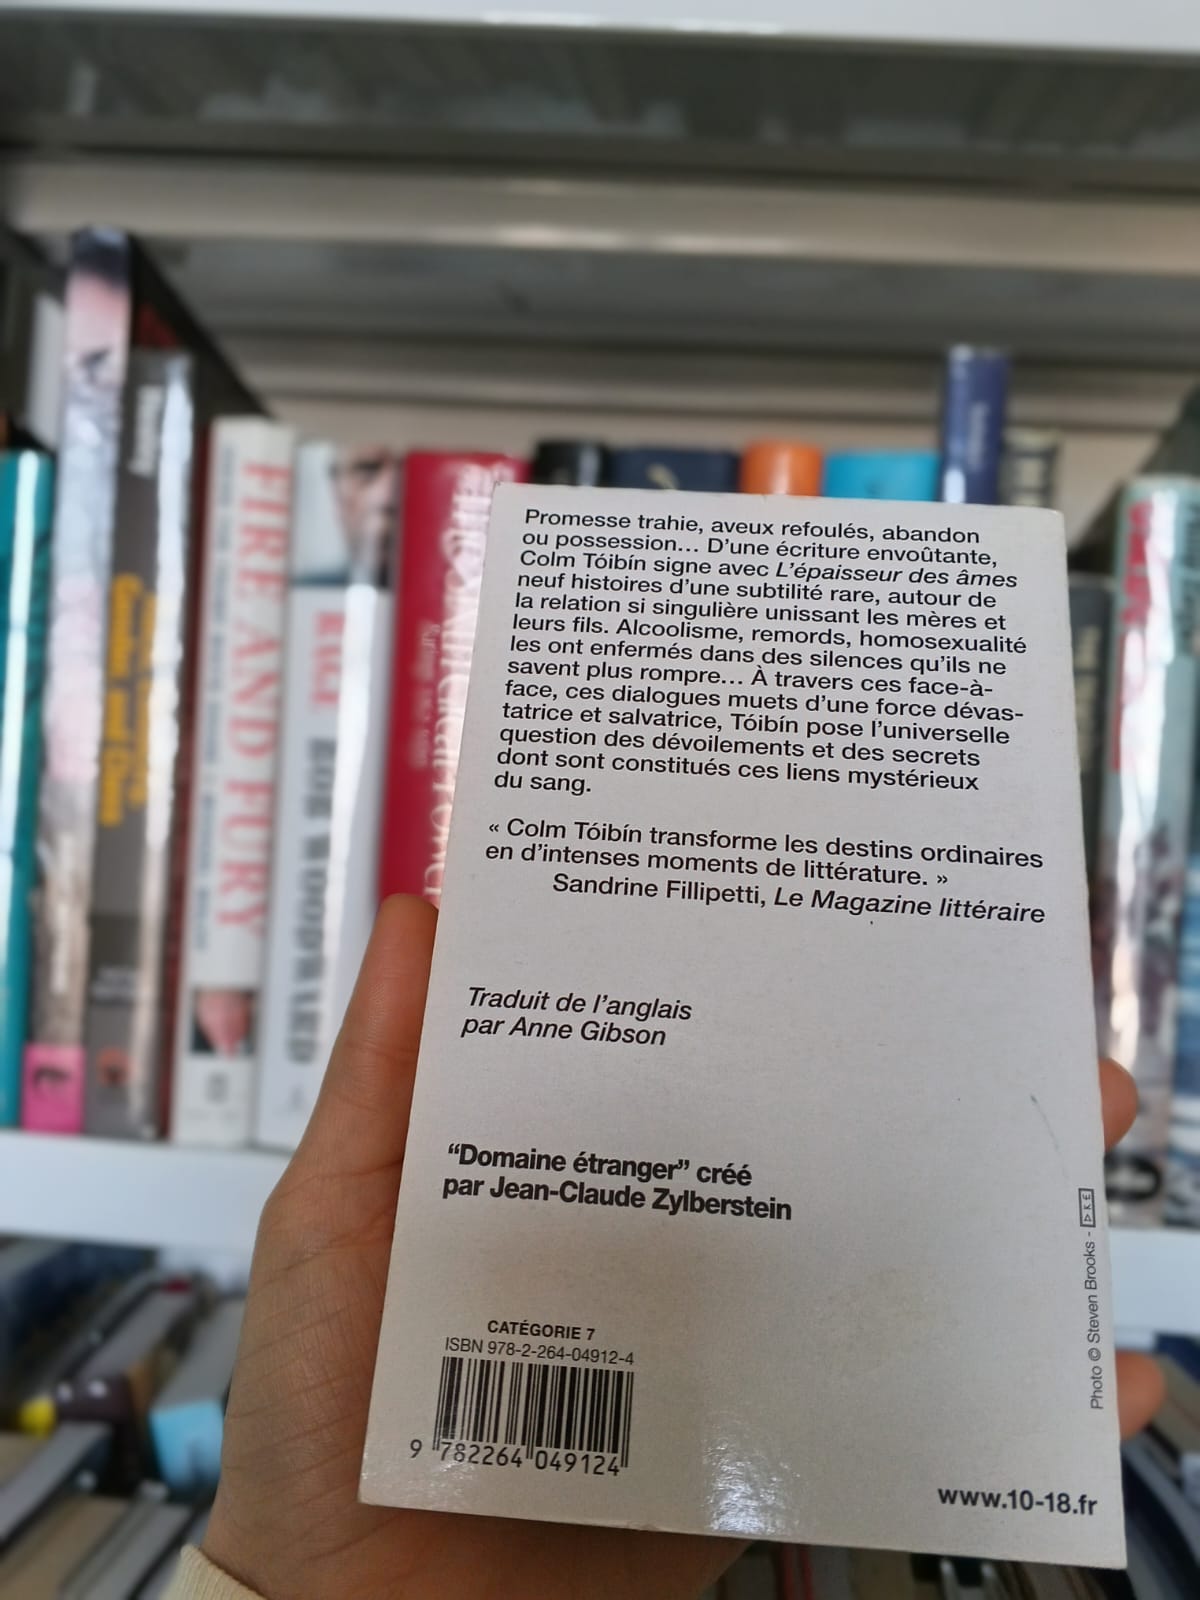 Promesse trahie, aveux refoulés, abandon
ou possession... D'une écriture envoûtante,
Colm Tóibín signe avec L'épaisseur des âmes
neuf histoires d'une subtilité rare, autour de
la relation si singulière unissant les mères et
leurs fils. Alcoolisme, remords, homosexualité
les ont enfermés dans des silences qu'ils ne
savent plus rompre... À travers ces face-à-
face, ces dialogues muets d'une force dévas-
tatrice et salvatrice, Tóibín pose l'universelle
question des dévoilements et des secrets
dont sont constitués ces liens mystérieux
du sang.
« Colm Tóibín transforme les destins ordinaires
en d'intenses moments de littérature. »
Sandrine Fillipetti, Le Magazine littéraire
Traduit de l'anglais
par Anne Gibson
“Domaine étranger” créé
par Jean-Claude Zylberstein
CATÉGORIE 7
ISBN 978-2-264-04912-4
9 782264 049124
www.10-18.fr
Photo © Steven Brooks -
FIRE AND FURY
BOB WOODWARD